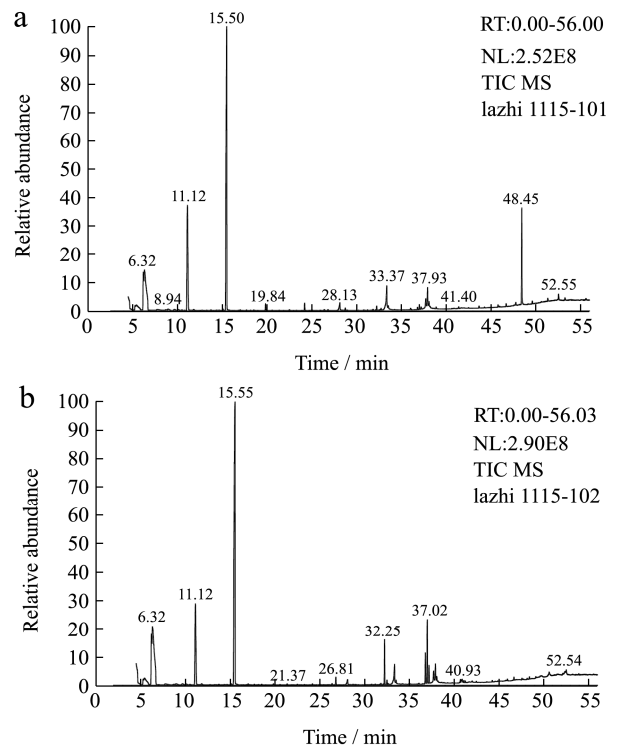 a
RT:0.00-56.00
NL:2.52E8
TIC MS
lazhi 1115-101
Relative abundance
100
90
80
70
60
50
40
30
20
10
0
15.50
11.12
6.32
8.94
19.84
28.13
33.37
37.93
41.40
48.45
52.55
0 5 10 15 20 25 30 35 40 45 50 55
Time / min
b
RT:0.00-56.03
NL:2.90E8
TIC MS
lazhi 1115-102
Relative abundance
100
90
80
70
60
50
40
30
20
10
0
15.55
11.12
6.32
21.37
26.81
32.25
37.02
40.93
52.54
0 5 10 15 20 25 30 35 40 45 50 55
Time / min